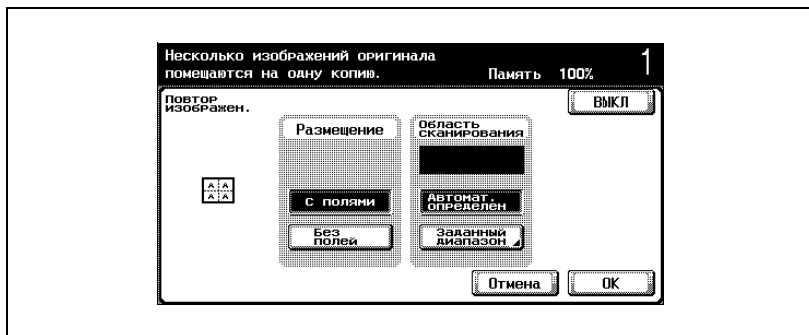 Несколько изображений оригинала
помещаются на одну копию.
Память 100%
1
Повтор
изображен.
ВЫКЛ
Размещение
Область
сканирования
A A
A A
С полями
Автомат.
определен
Без
полей
Заданный
диапазон
Отмена
OK